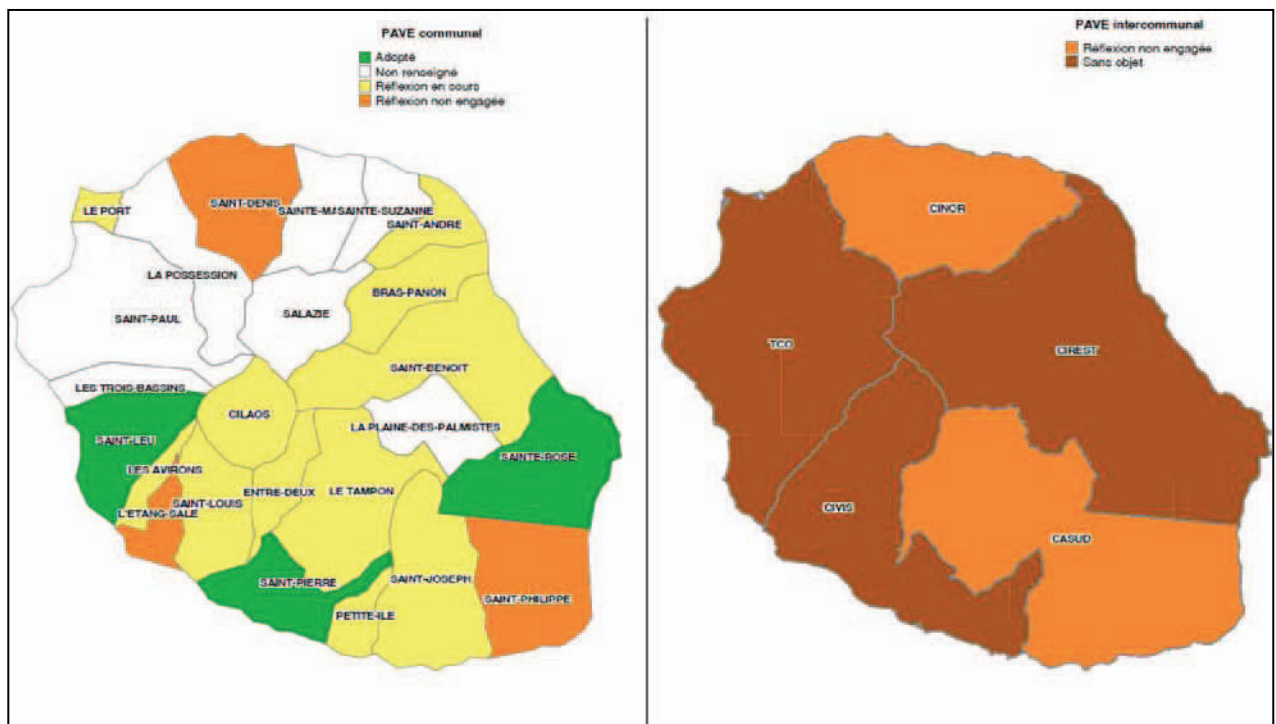 PAVE communal
Adopté
Non renseigné
Réflexion en cours
Réflexion non engagée
SAINT-DENIS
LE PORT
SAINTE-MA
SAINTE-SUZANNE
SAINT-ANDRE
LA POSSESSION
BRAS-PANON
SAINT-PAUL
SALAZIE
SAINT-BENOIT
LES TROIS-BASSINS
CILAOS
LA PLAINE-DES-PALMISTES
SAINT-LEU
SAINTE-ROSE
LES AVIRONS
ENTRE-DEUX
LE TAMPON
SAINT-LOUIS
L'ETANG-SALE
SAINT-PIERRE
SAINT-JOSEPH
SAINT-PHILIPPE
PETITE-ILE
PAVE intercommunal
Réflexion non engagée
Sans objet
CINOR
TCO
CIREST
CIVIS
CASUD